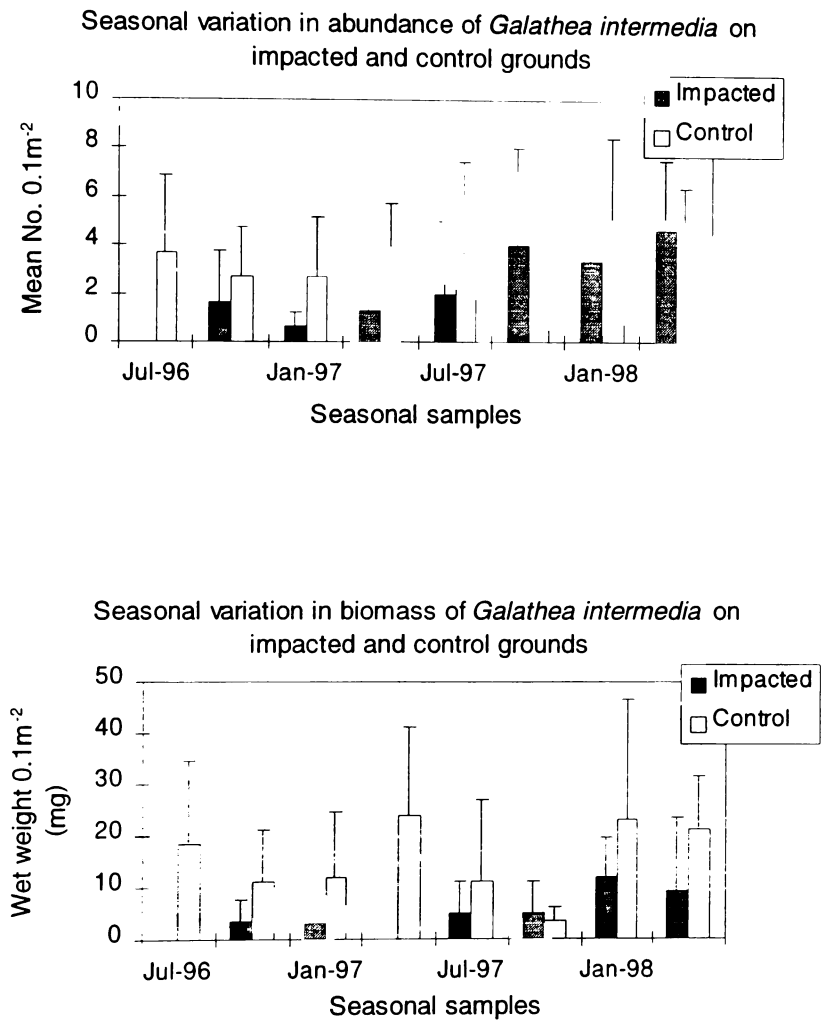 Seasonal variation in abundance of Galathea intermedia on
impacted and control grounds
Impacted
Control
Mean No. 0.1m-2
10
8
6
4
2
0
Jul-96 Jan-97 Jul-97 Jan-98
Seasonal samples
Seasonal variation in biomass of Galathea intermedia on
impacted and control grounds
Impacted
Control
Wet weight 0.1m-2
(mg)
50
40
30
20
10
0
Jul-96 Jan-97 Jul-97 Jan-98
Seasonal samples